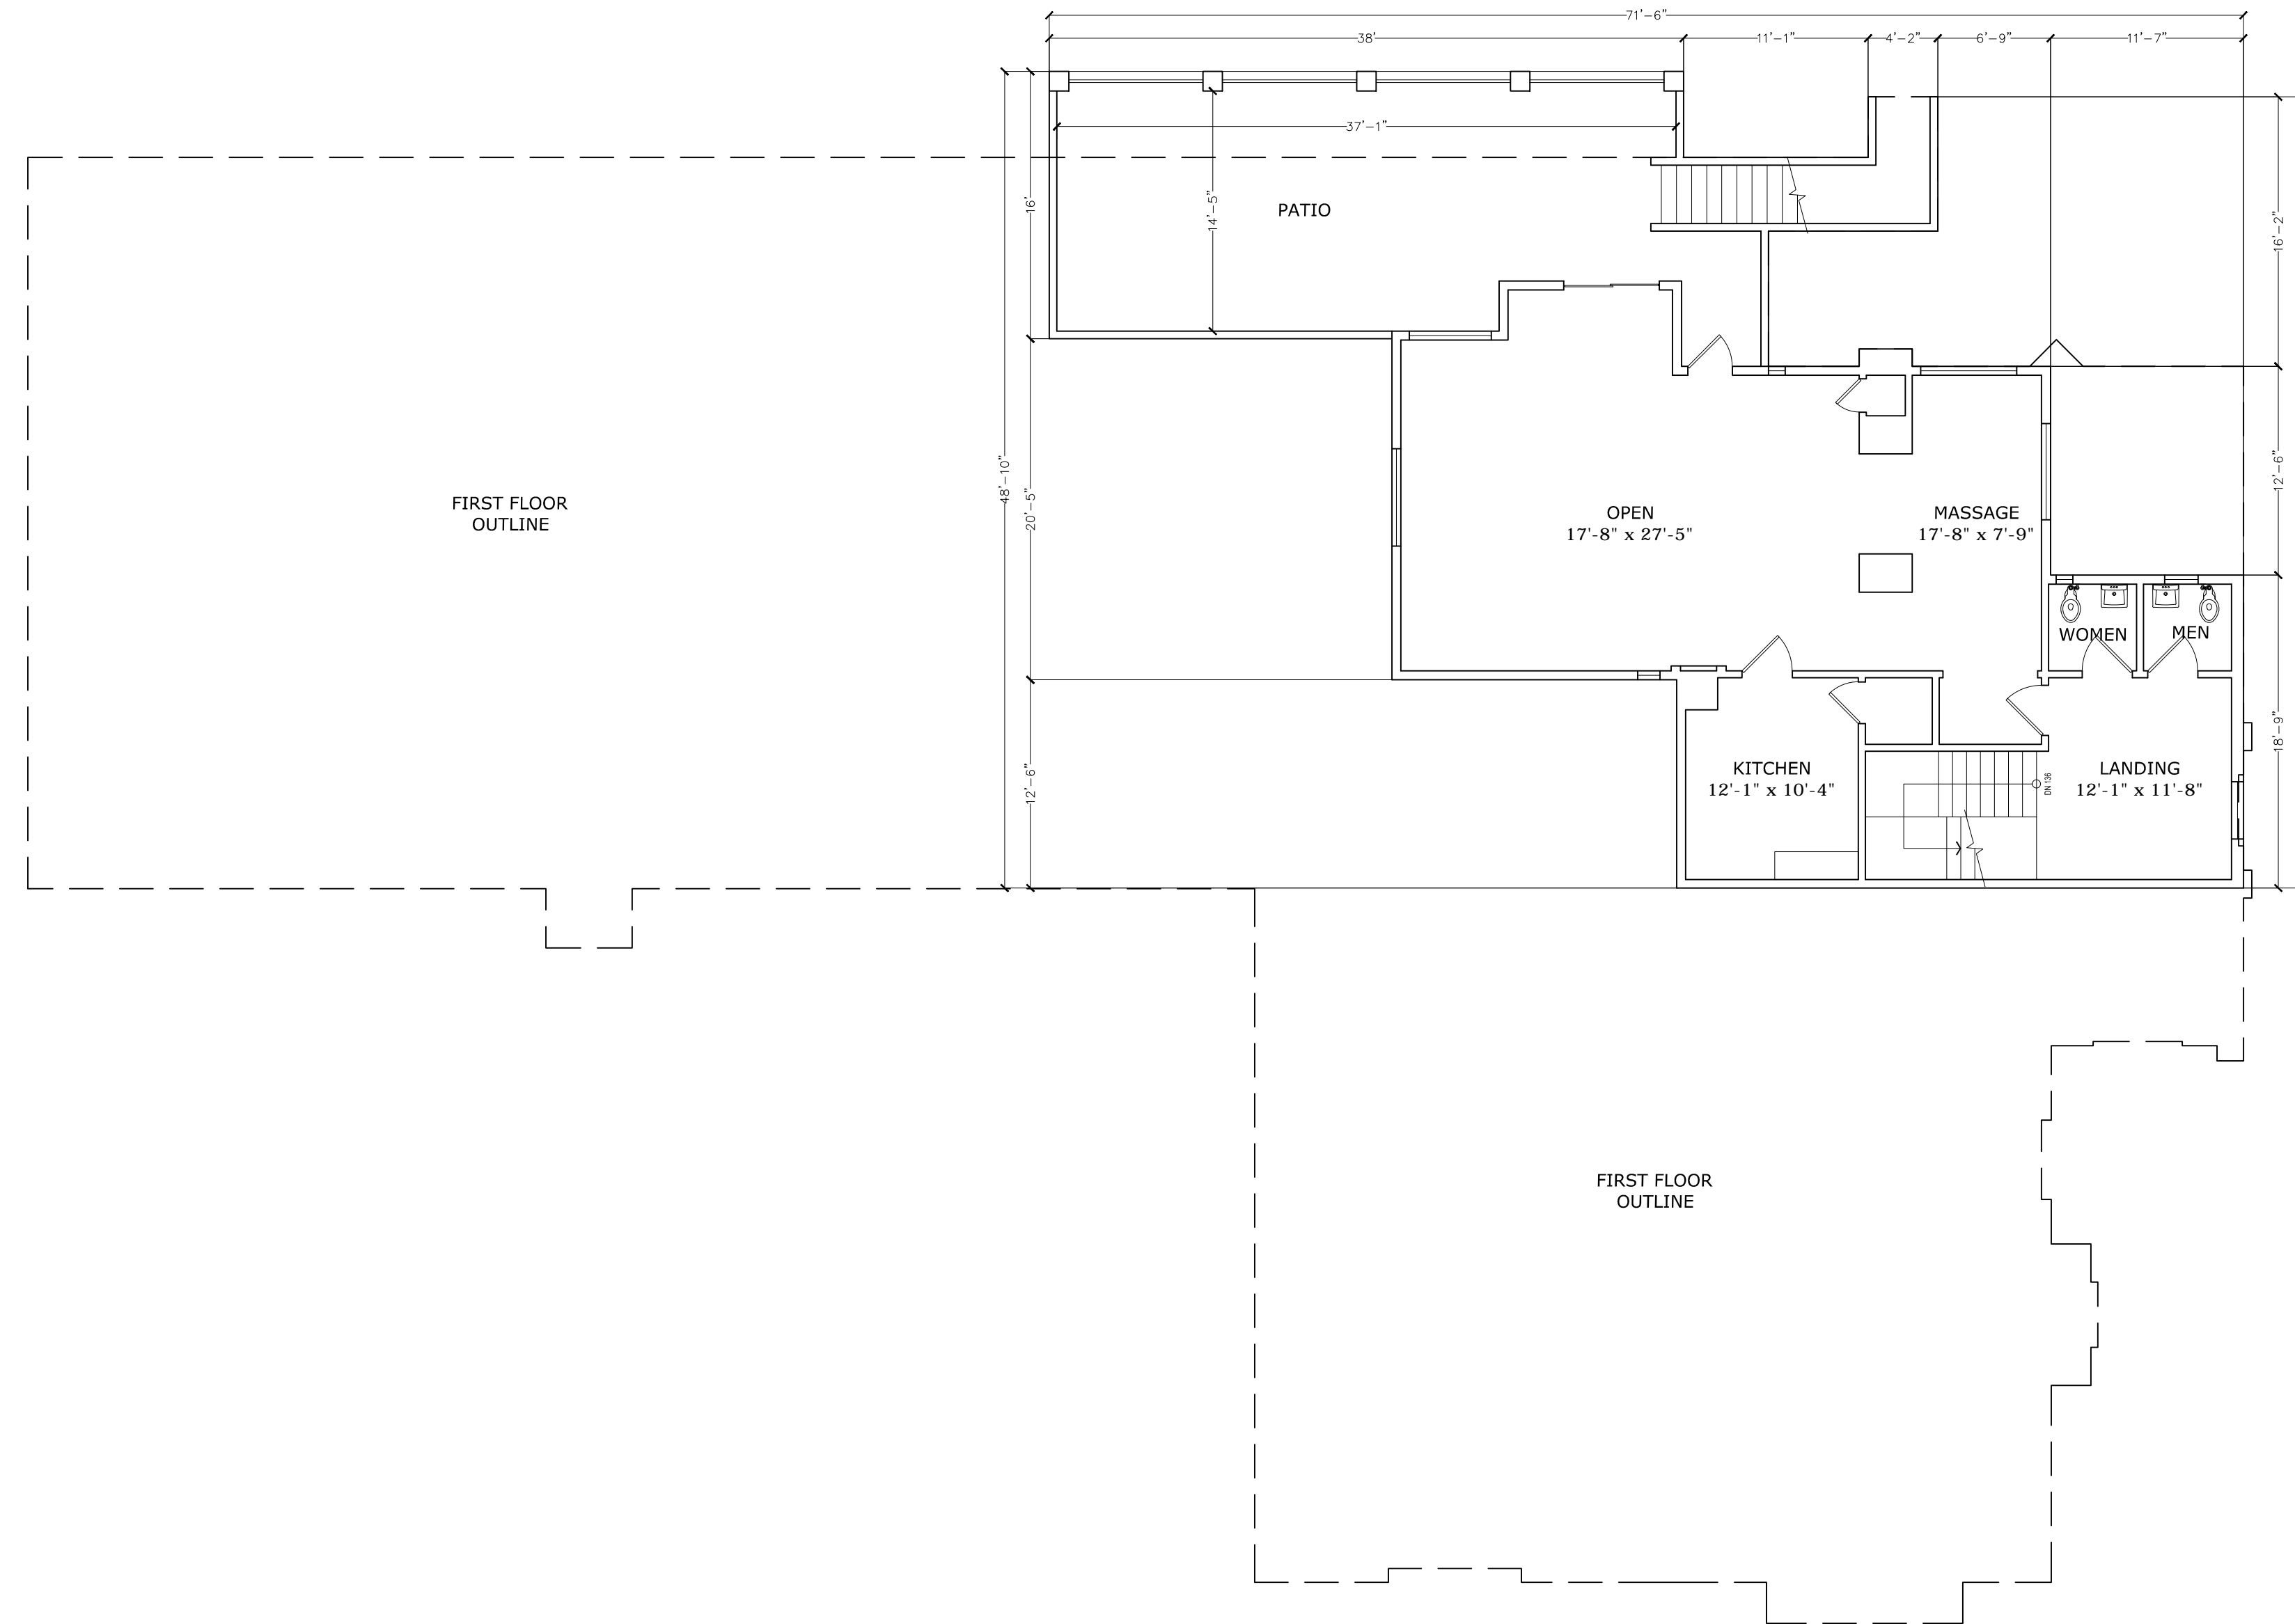 71'-6"
38'
11'-1"
4'-2"
6'-9"
11'-7"
37'-1"
16'
14'-5"
PATIO
16'-2"
48'-10"
20'-5"
12'-6"
FIRST FLOOR
OUTLINE
OPEN
17'-8" x 27'-5"
MASSAGE
17'-8" x 7'-9"
WOMEN
MEN
18'-9"
12'-6"
KITCHEN
12'-1" x 10'-4"
DN 136
LANDING
12'-1" x 11'-8"
FIRST FLOOR
OUTLINE